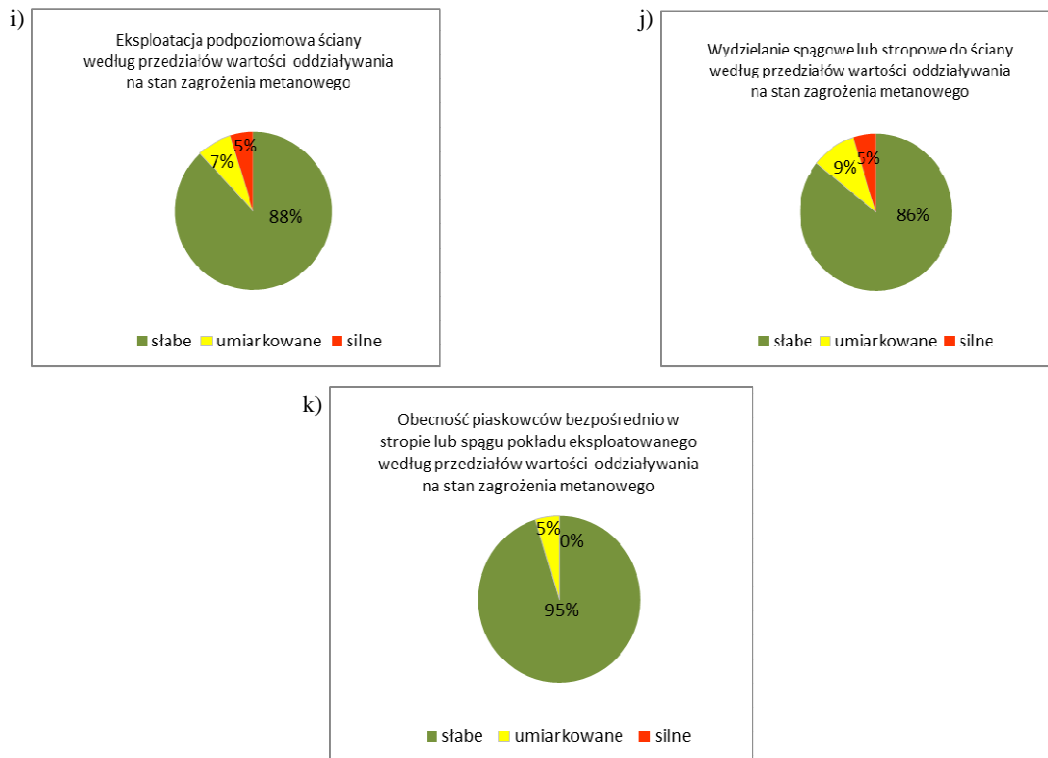 i)
Eksploatacja podpoziomowa ściany
według przedziałów wartości oddziaływania
na stan zagrożenia metanowego
5%
7%
88%
słabe umiarkowane silne
j)
Wydzielanie spągowe lub stropowe do ściany
według przedziałów wartości oddziaływania
na stan zagrożenia metanowego
5%
9%
86%
słabe umiarkowane silne
k)
Obecność piaskowców bezpośrednio w
stropie lub spągu pokładu eksploatowanego
według przedziałów wartości oddziaływania
na stan zagrożenia metanowego
5%
0%
95%
słabe umiarkowane silne